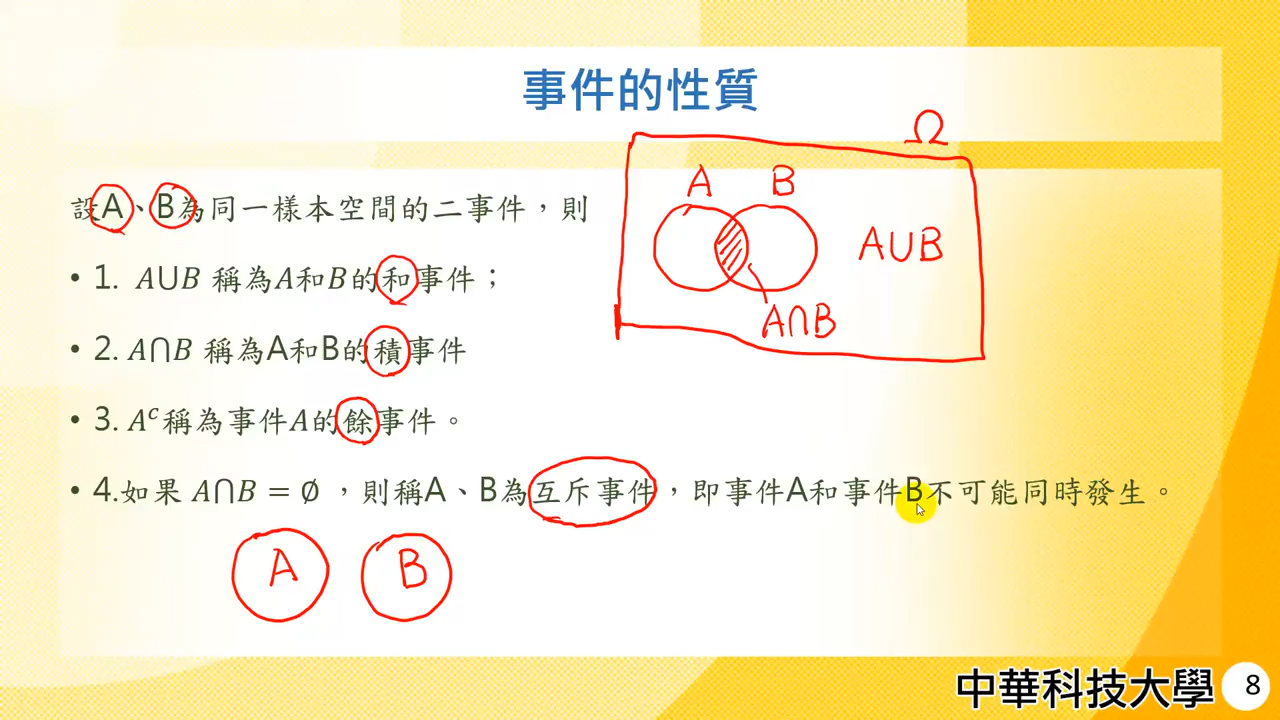 事件的性質
Ω
A B
設A、B為同一樣本空間的二事件，則
A∪B
• 1. A∪B 稱為A和B的和事件；
A∩B
• 2. A∩B 稱為A和B的積事件
• 3. Aᶜ稱為事件A的餘事件。
• 4.如果 A∩B = ∅ ，則稱A、B為互斥事件，即事件A和事件B不可能同時發生。
A B
中華科技大學 8